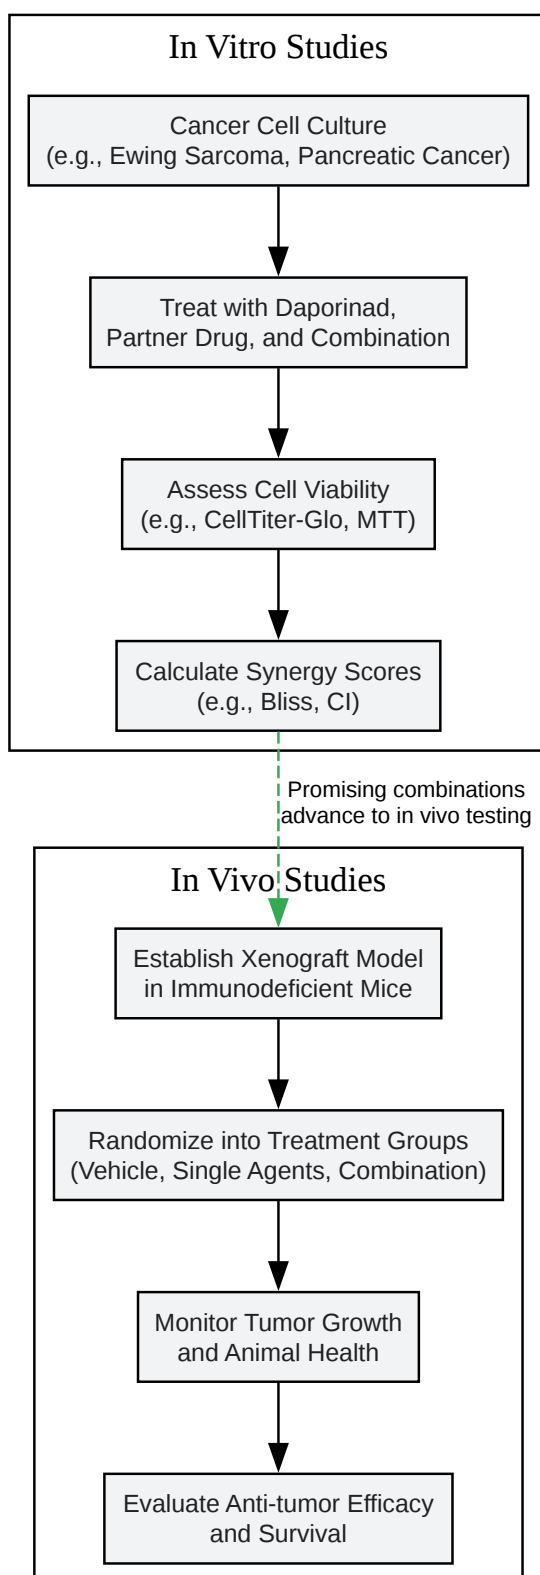 In Vitro Studies
Cancer Cell Culture
(e.g., Ewing Sarcoma, Pancreatic Cancer)
Treat with Daporinad,
Partner Drug, and Combination
Assess Cell Viability
(e.g., CellTiter-Glo, MTT)
Calculate Synergy Scores
(e.g., Bliss, CI)
Promising combinations
advance to in vivo testing
In Vivo Studies
Establish Xenograft Model
in Immunodeficient Mice
Randomize into Treatment Groups
(Vehicle, Single Agents, Combination)
Monitor Tumor Growth
and Animal Health
Evaluate Anti-tumor Efficacy
and Survival